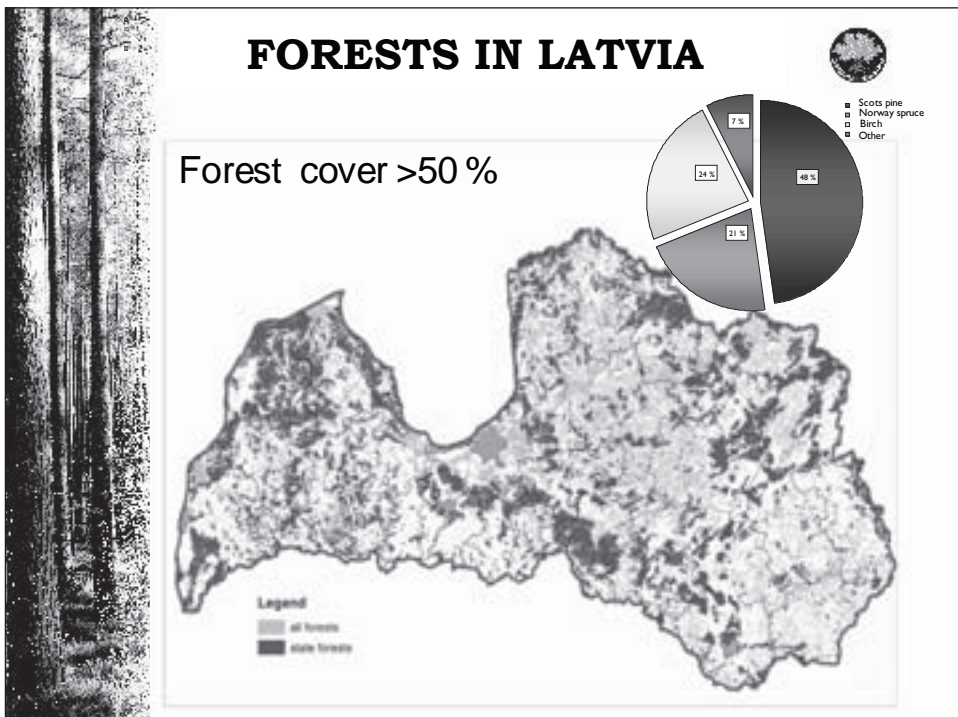 FORESTS IN LATVIA
Scots pine
Norway spruce
Birch
Other
7 %
24 %
48 %
21 %
Forest cover >50 %
Legend
all forests
state forests